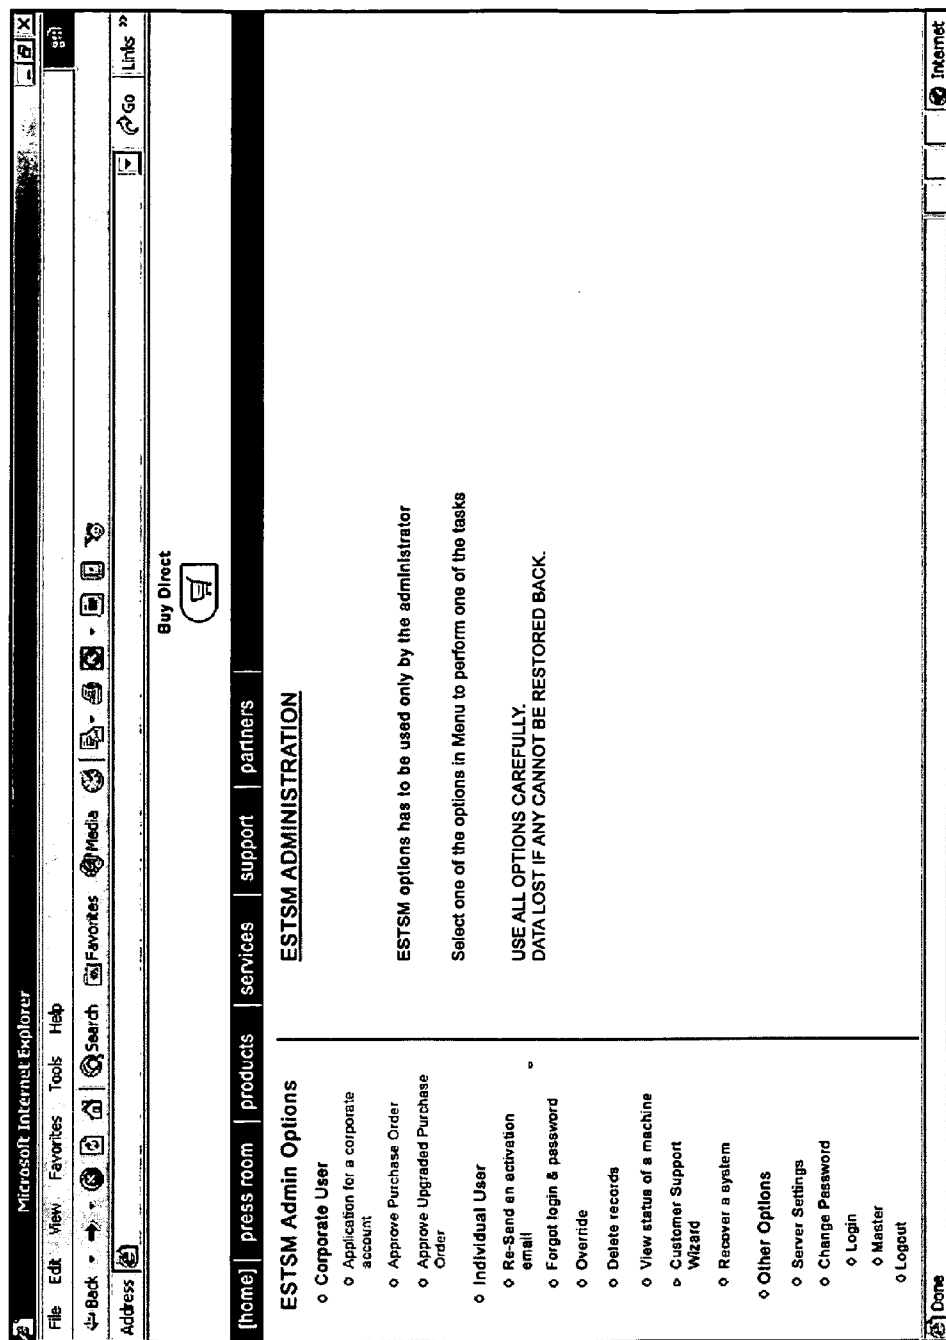 Microsoft Internet Explorer
File Edit View Favorites Tools Help
Back Search Favorites Media
Address Go Links »
Buy Direct
[home] press room products services support partners
ESTSM Admin Options
Corporate User
Application for a corporate
account
Approve Purchase Order
Approve Upgraded Purchase
Order
Individual User
Re-Send an activation
email
Forgot login & password
Override
Delete records
View status of a machine
Customer Support
Wizard
Recover a system
Other Options
Server Settings
Change Password
Login
Master
Logout
ESTSM ADMINISTRATION
ESTSM options has to be used only by the administrator
Select one of the options in Menu to perform one of the tasks
USE ALL OPTIONS CAREFULLY.
DATA LOST IF ANY CANNOT BE RESTORED BACK.
Done Internet